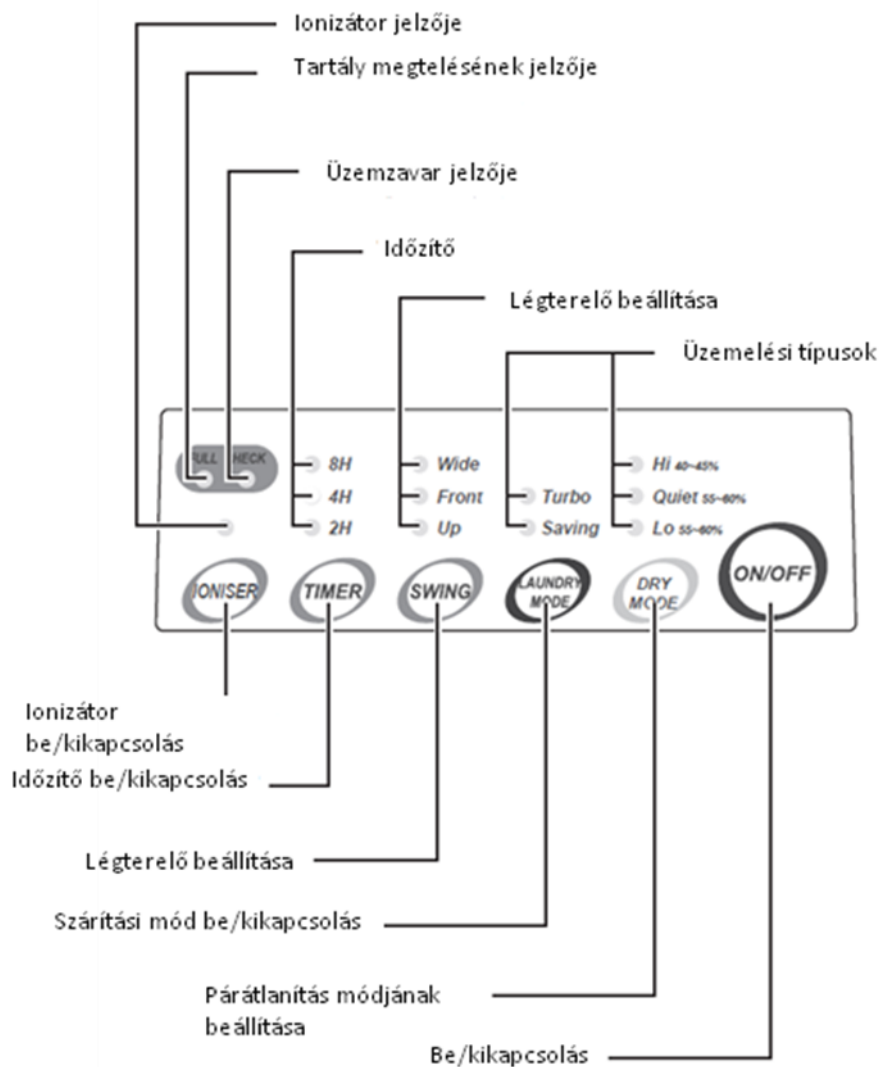 Ionizátor jelzője
Tartály megtelésének jelzője
Üzemzavar jelzője
Időzítő
Légterelő beállítása
Üzemelési típusok
FULL CHECK
8H
4H
2H
Wide
Front
Up
Turbo
Saving
Hi 40~45%
Quiet 55~60%
Lo 55~60%
IONISER
TIMER
SWING
LAUNDRY
MODE
DRY
MODE
ON/OFF
Ionizátor
be/kikapcsolás
Időzítő be/kikapcsolás
Légterelő beállítása
Szárítási mód be/kikapcsolás
Párátlanítás módjának
beállítása
Be/kikapcsolás